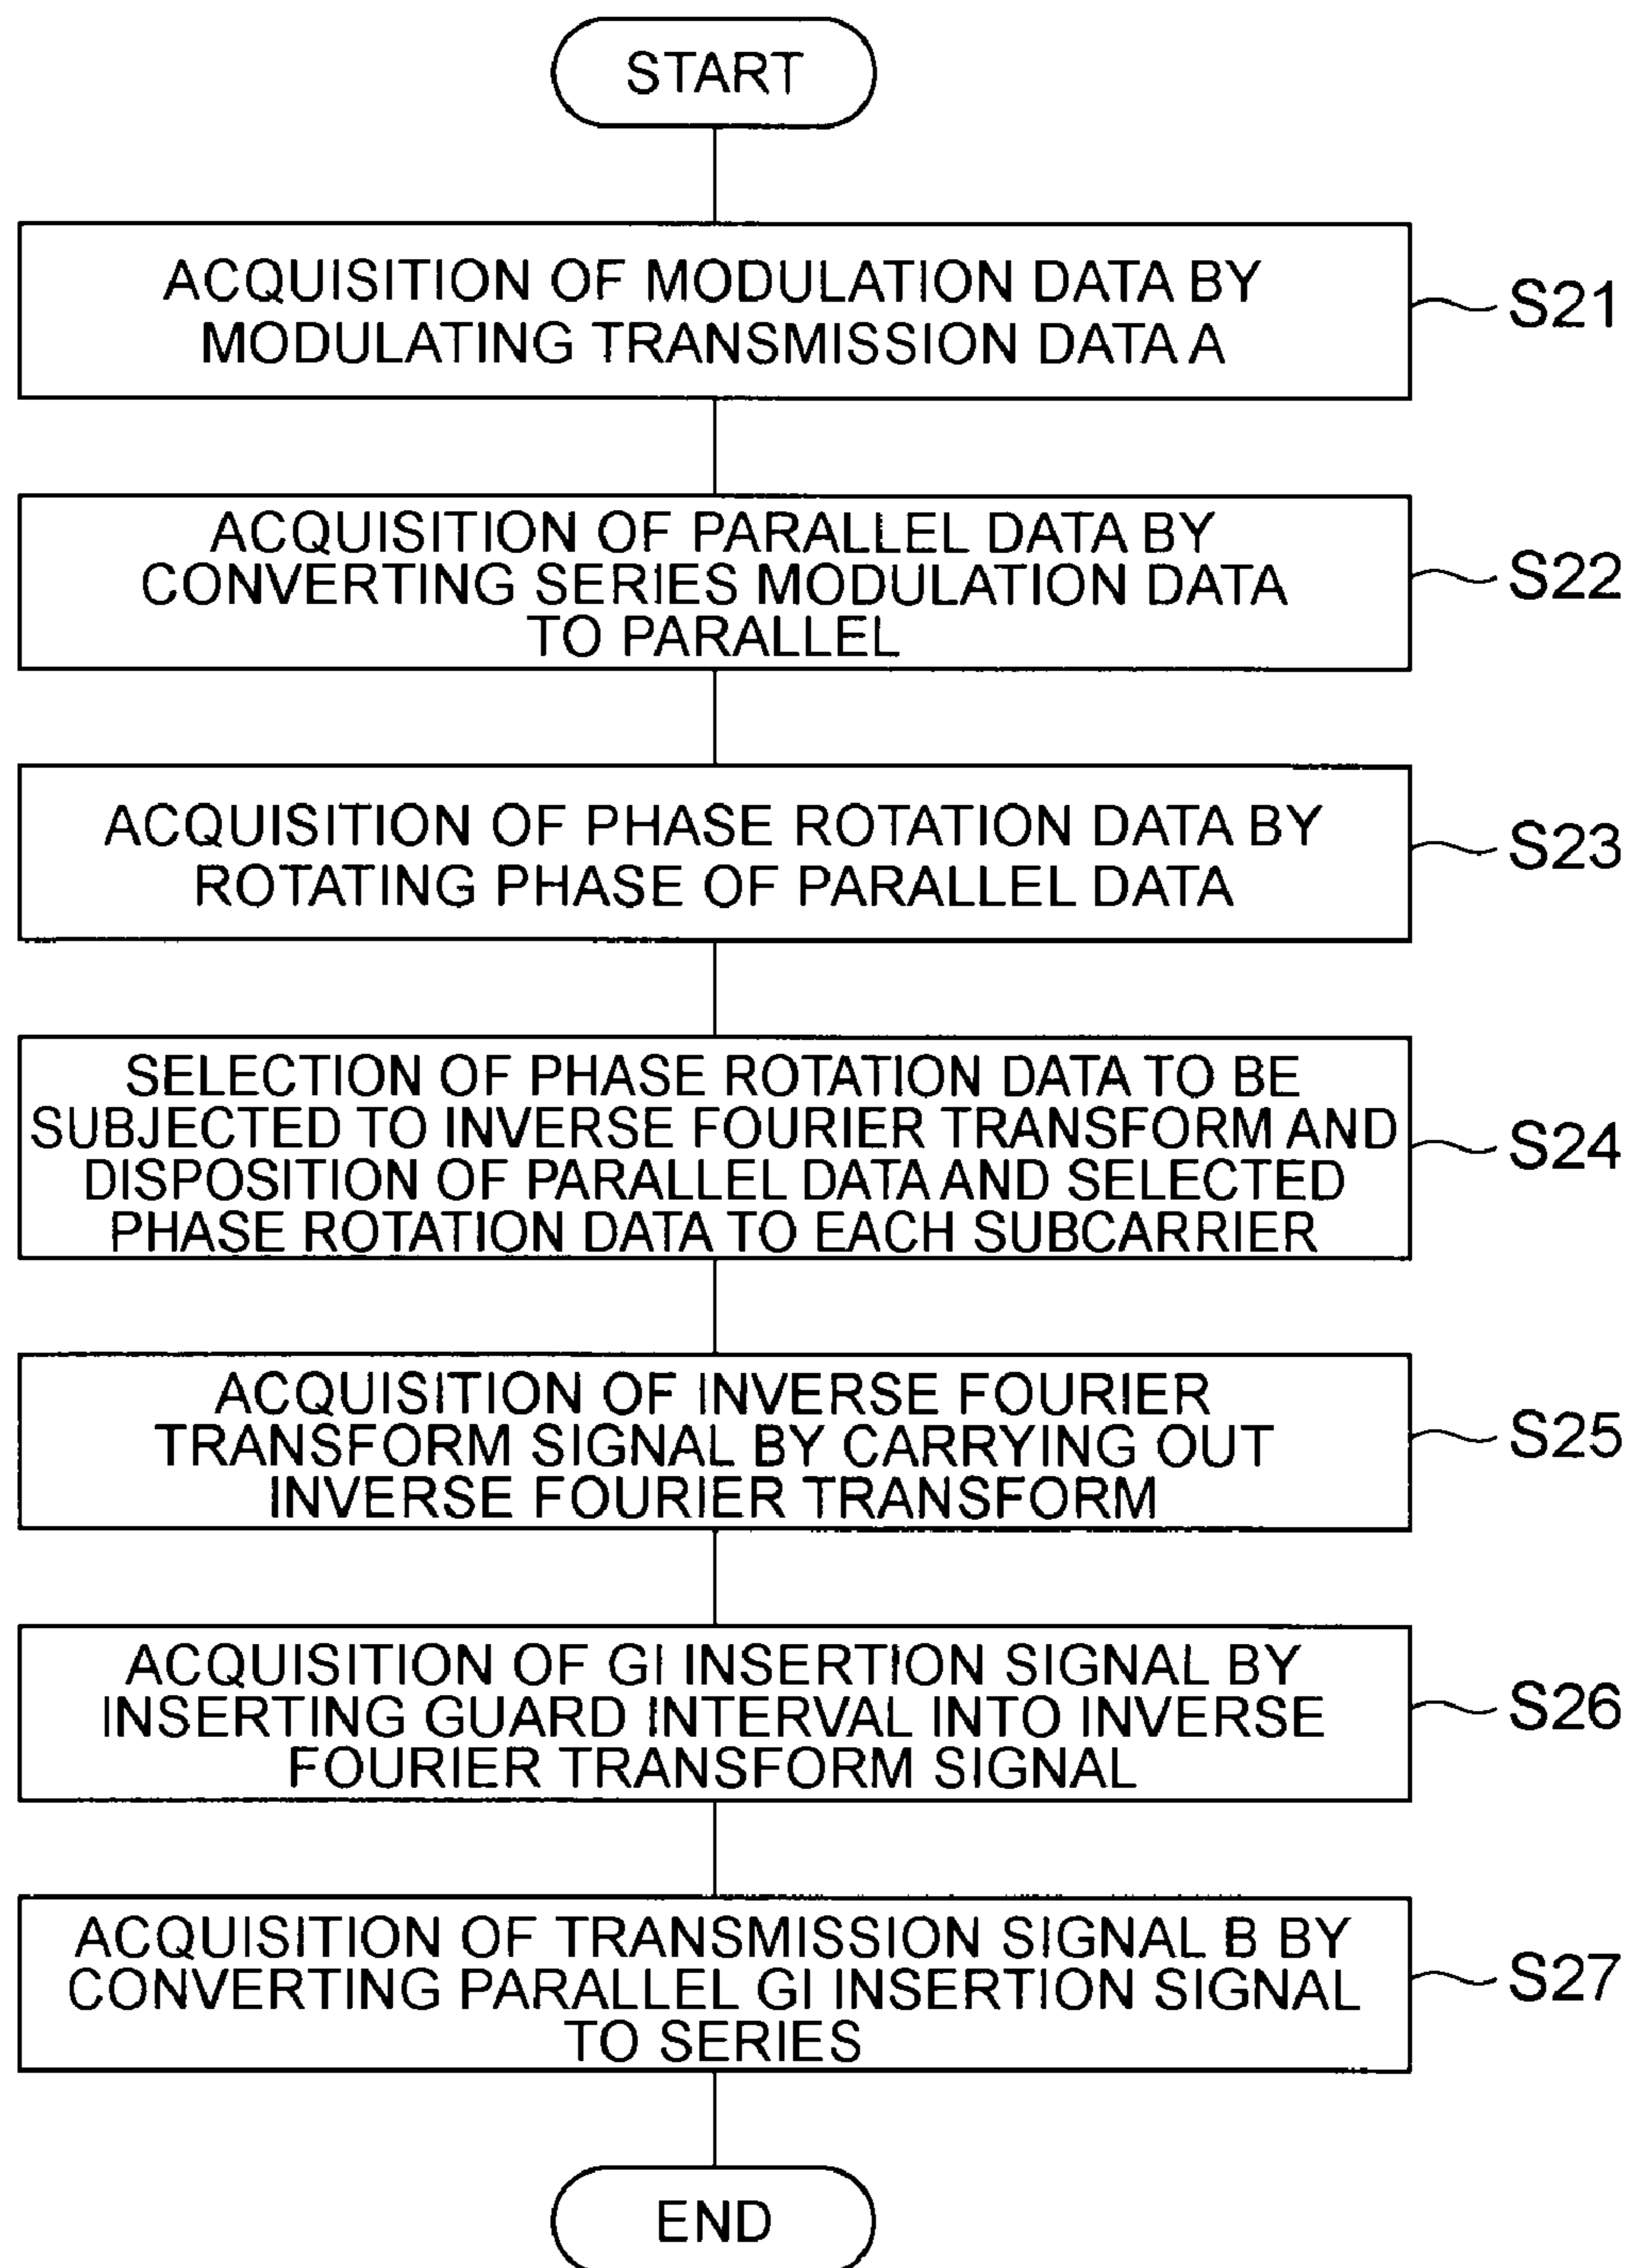 START
ACQUISITION OF MODULATION DATA BY
MODULATING TRANSMISSION DATA A
S21
ACQUISITION OF PARALLEL DATA BY
CONVERTING SERIES MODULATION DATA
TO PARALLEL
S22
ACQUISITION OF PHASE ROTATION DATA BY
ROTATING PHASE OF PARALLEL DATA
S23
SELECTION OF PHASE ROTATION DATA TO BE
SUBJECTED TO INVERSE FOURIER TRANSFORM AND
DISPOSITION OF PARALLEL DATA AND SELECTED
PHASE ROTATION DATA TO EACH SUBCARRIER
S24
ACQUISITION OF INVERSE FOURIER
TRANSFORM SIGNAL BY CARRYING OUT
INVERSE FOURIER TRANSFORM
S25
ACQUISITION OF GI INSERTION SIGNAL BY
INSERTING GUARD INTERVAL INTO INVERSE
FOURIER TRANSFORM SIGNAL
S26
ACQUISITION OF TRANSMISSION SIGNAL B BY
CONVERTING PARALLEL GI INSERTION SIGNAL
TO SERIES
S27
END